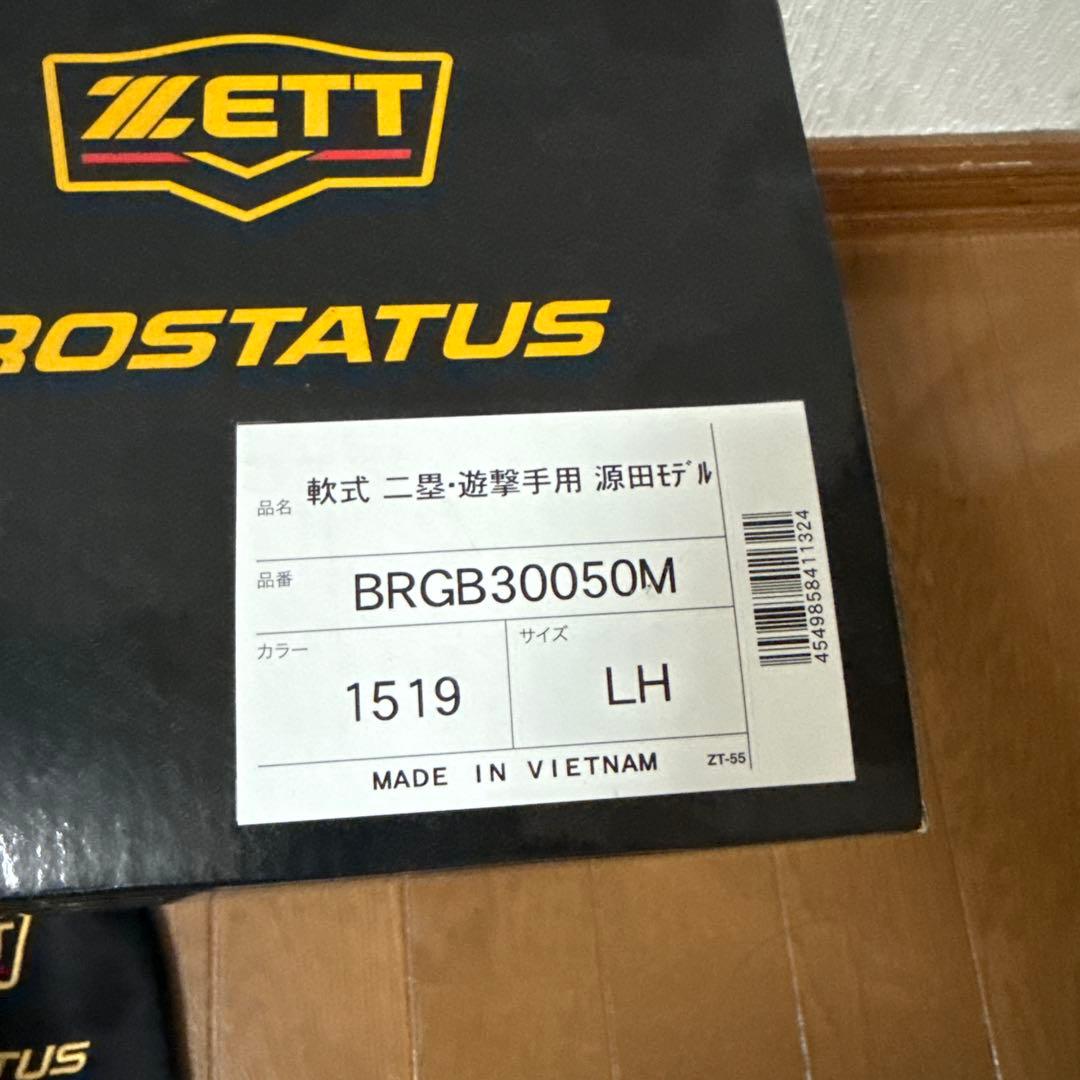 ZETT
ROSTATUS
品名 軟式 二塁・遊撃手用 源田ﾓﾃﾞﾙ
品番 BRGB30050M
カラー 1519
サイズ LH
MADE IN VIETNAM
ZT-55
4549858411324
T
TUS